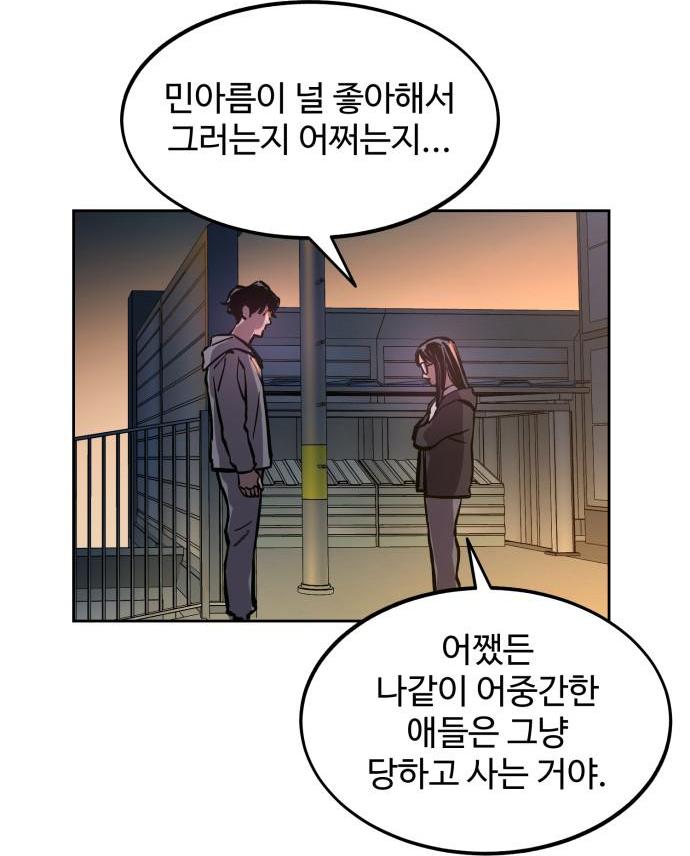 민아름이 널 좋아해서
그러는지 어쩌는지...
어쨌든
나같이 어중간한
애들은 그냥
당하고 사는 거야.